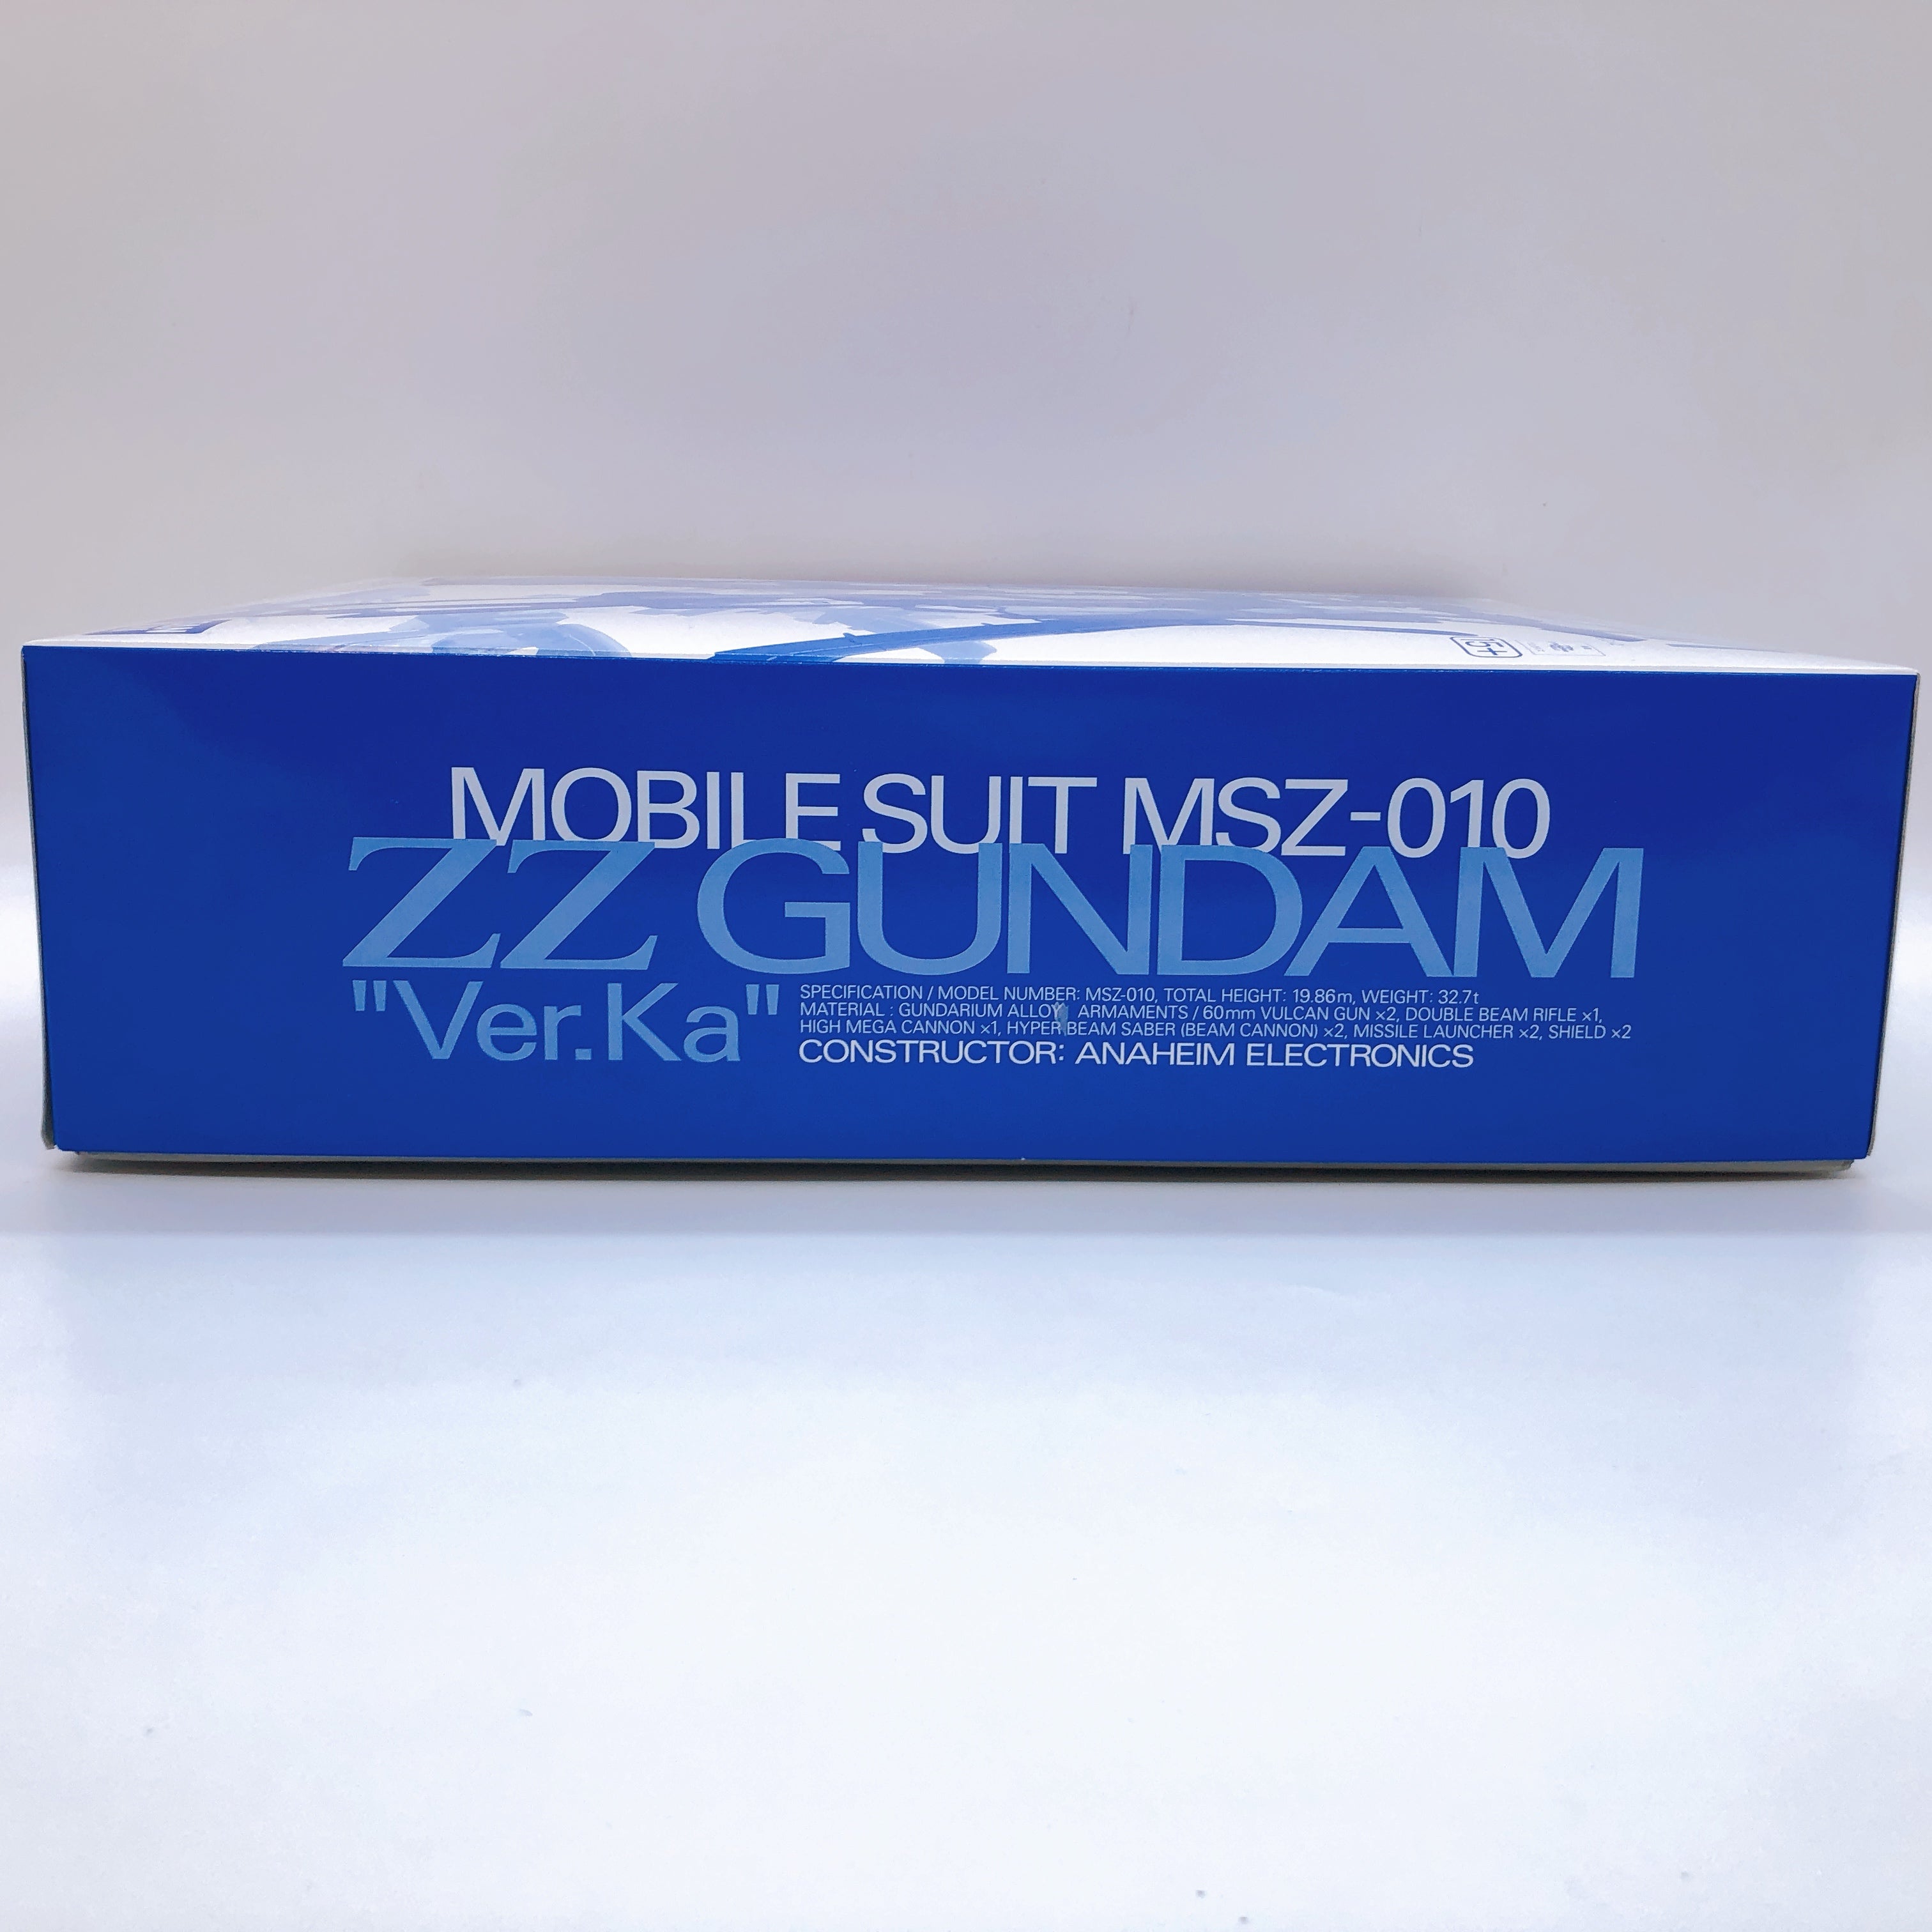 15+
MOBILE SUIT MSZ-010
ZZ GUNDAM
"Ver.Ka"
SPECIFICATION / MODEL NUMBER: MSZ-010, TOTAL HEIGHT: 19.86m, WEIGHT: 32.7t
MATERIAL : GUNDARIUM ALLOY ARMAMENTS / 60mm VULCAN GUN ×2, DOUBLE BEAM RIFLE ×1,
HIGH MEGA CANNON ×1, HYPER BEAM SABER (BEAM CANNON) ×2, MISSILE LAUNCHER ×2, SHIELD ×2
CONSTRUCTOR: ANAHEIM ELECTRONICS